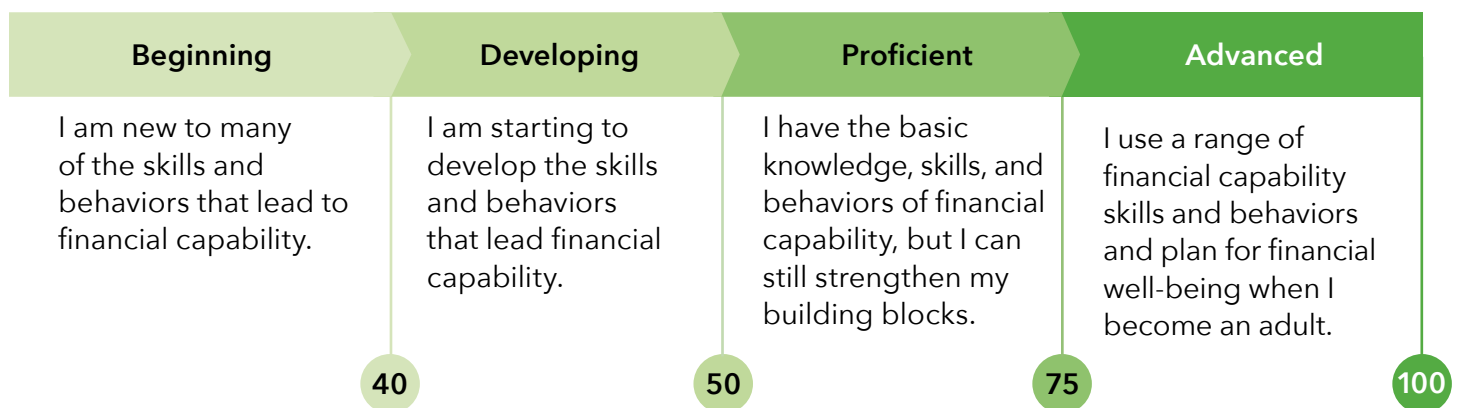 Beginning
Developing
Proficient
Advanced
I am new to many
of the skills and
behaviors that lead to
financial capability.
I am starting to
develop the skills
and behaviors
that lead financial
capability.
I have the basic
knowledge, skills, and
behaviors of financial
capability, but I can
still strengthen my
building blocks.
I use a range of
financial capability
skills and behaviors
and plan for financial
well-being when I
become an adult.
40
50
75
100